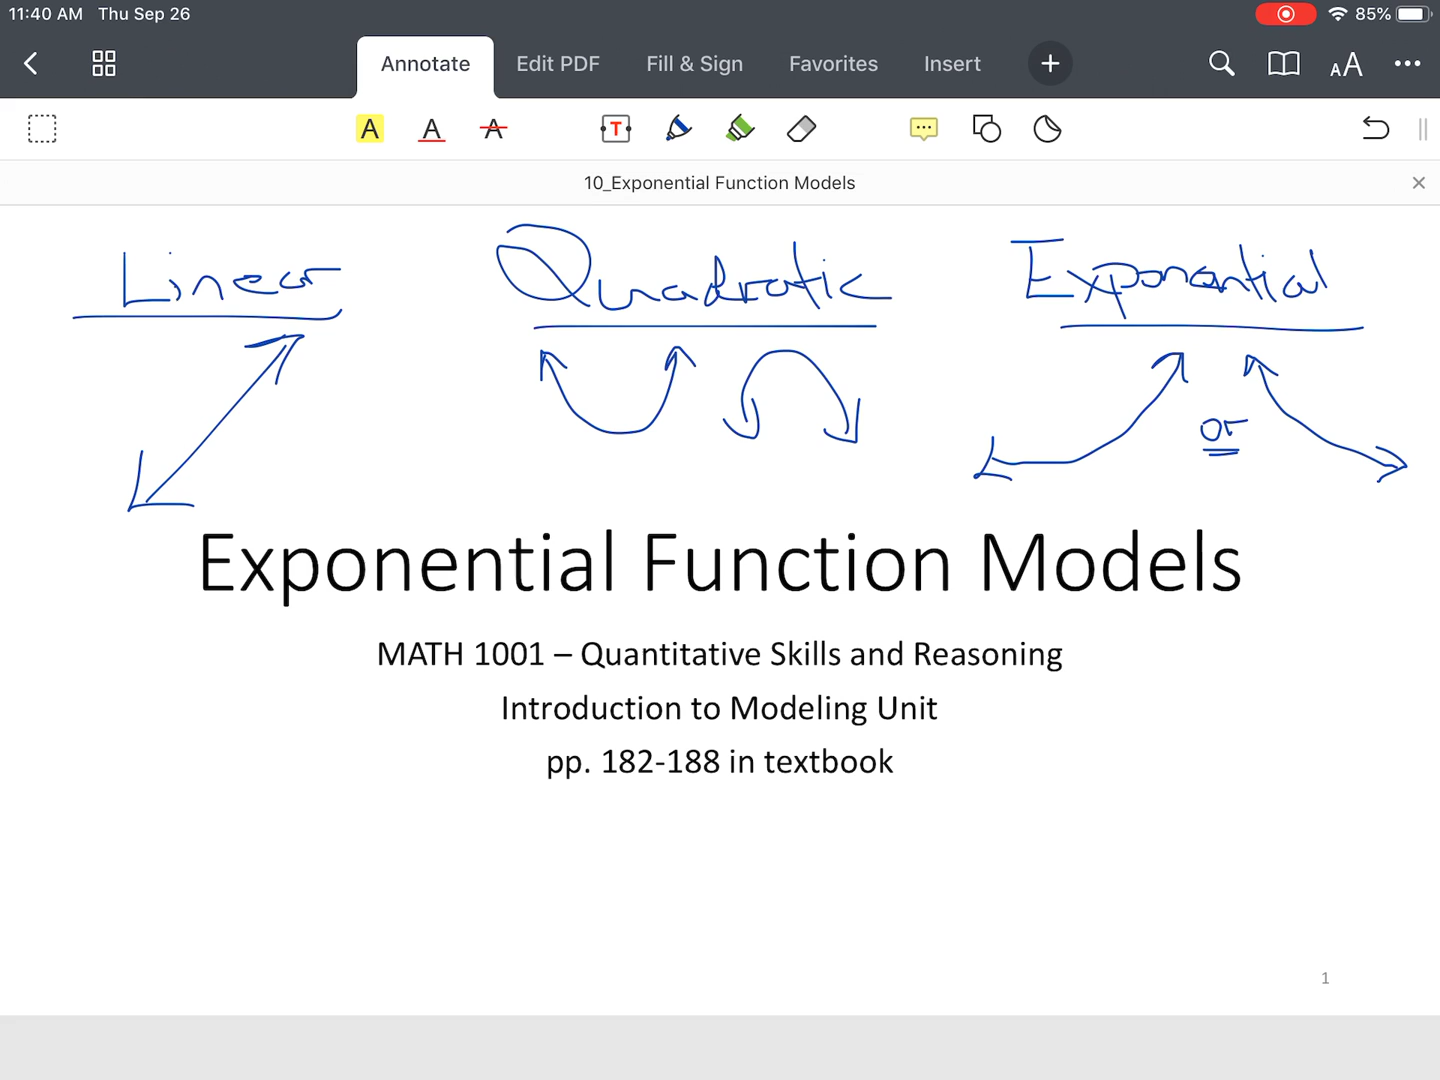 11:40 AM Thu Sep 26
85%
Annotate Edit PDF Fill & Sign Favorites Insert
AA
A A A T
10_Exponential Function Models
Linear Quadratic Exponential
or
Exponential Function Models
MATH 1001 – Quantitative Skills and Reasoning
Introduction to Modeling Unit
pp. 182-188 in textbook
1